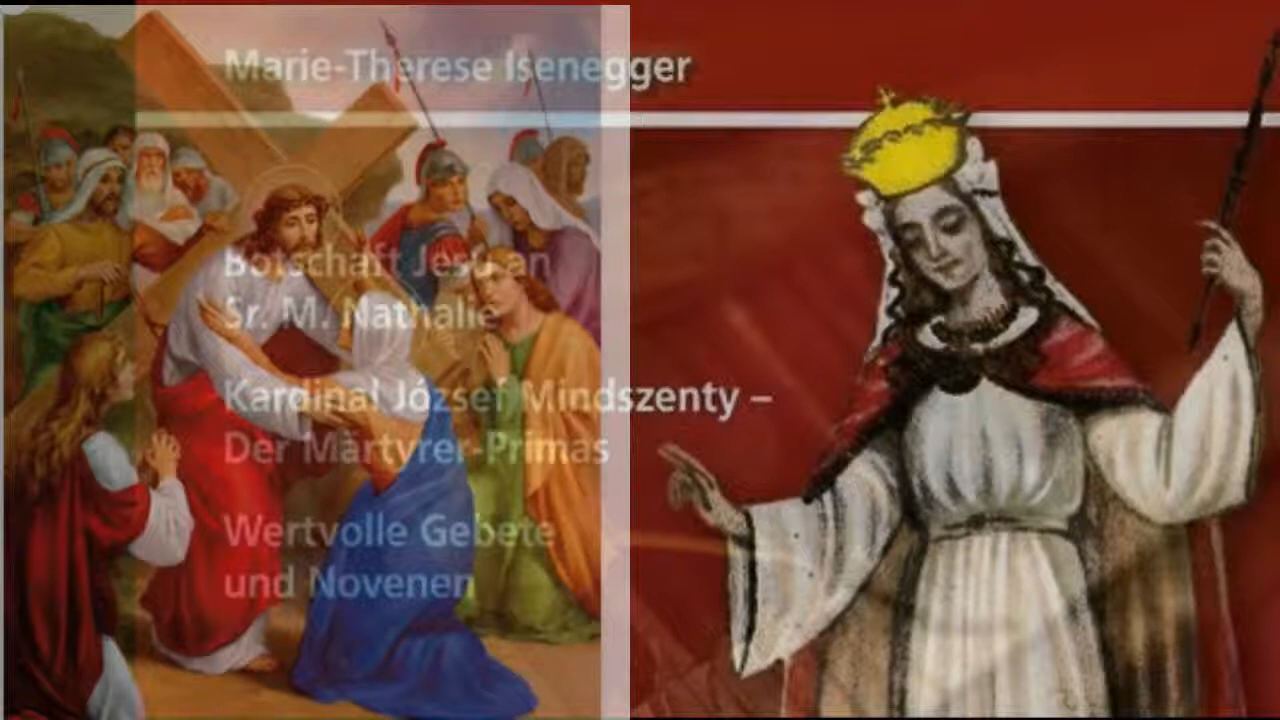 Marie-Therese Isenegger
Botschaft Jesu an
Sr. M. Nathalie
Kardinal József Mindszenty –
Der Märtyrer-Primas
Wertvolle Gebete
und Novenen